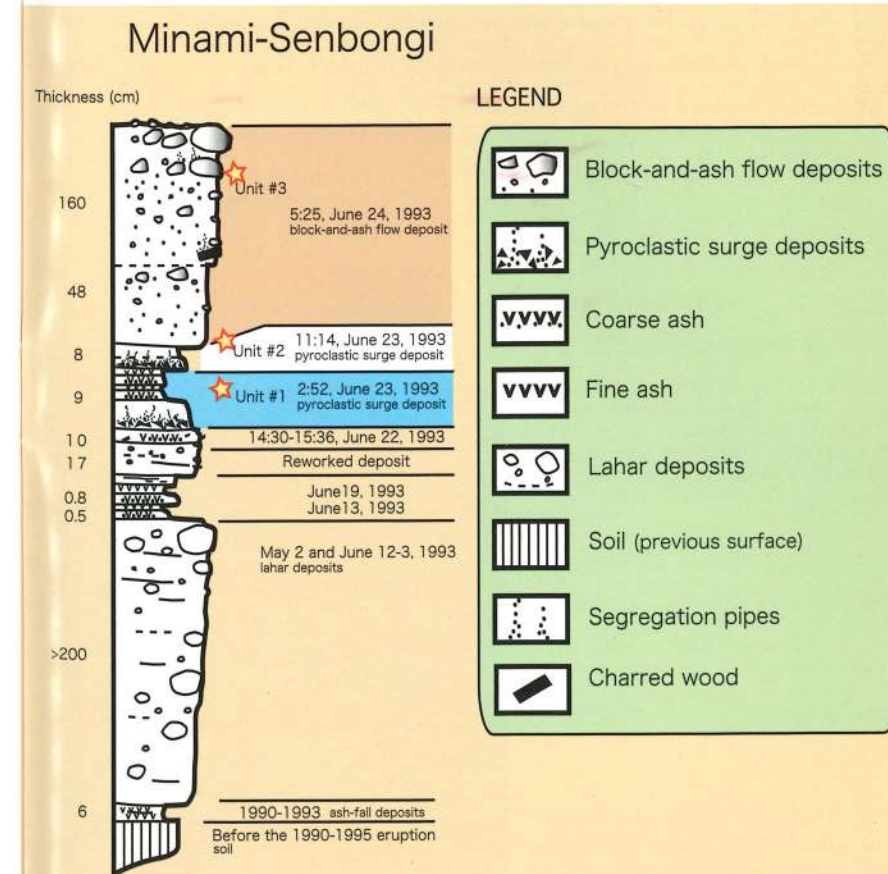 Minami-Senbongi
Thickness (cm)
160
48
8
9
10
17
0.8
0.5
>200
6
Unit #3
5:25, June 24, 1993
block-and-ash flow deposit
Unit #2 11:14, June 23, 1993
pyroclastic surge deposit
Unit #1 2:52, June 23, 1993
pyroclastic surge deposit
14:30-15:36, June 22, 1993
Reworked deposit
June19, 1993
June13, 1993
May 2 and June 12-3, 1993
lahar deposits
1990-1993 ash-fall deposits
Before the 1990-1995 eruption
soil
LEGEND
Block-and-ash flow deposits
Pyroclastic surge deposits
Coarse ash
Fine ash
Lahar deposits
Soil (previous surface)
Segregation pipes
Charred wood